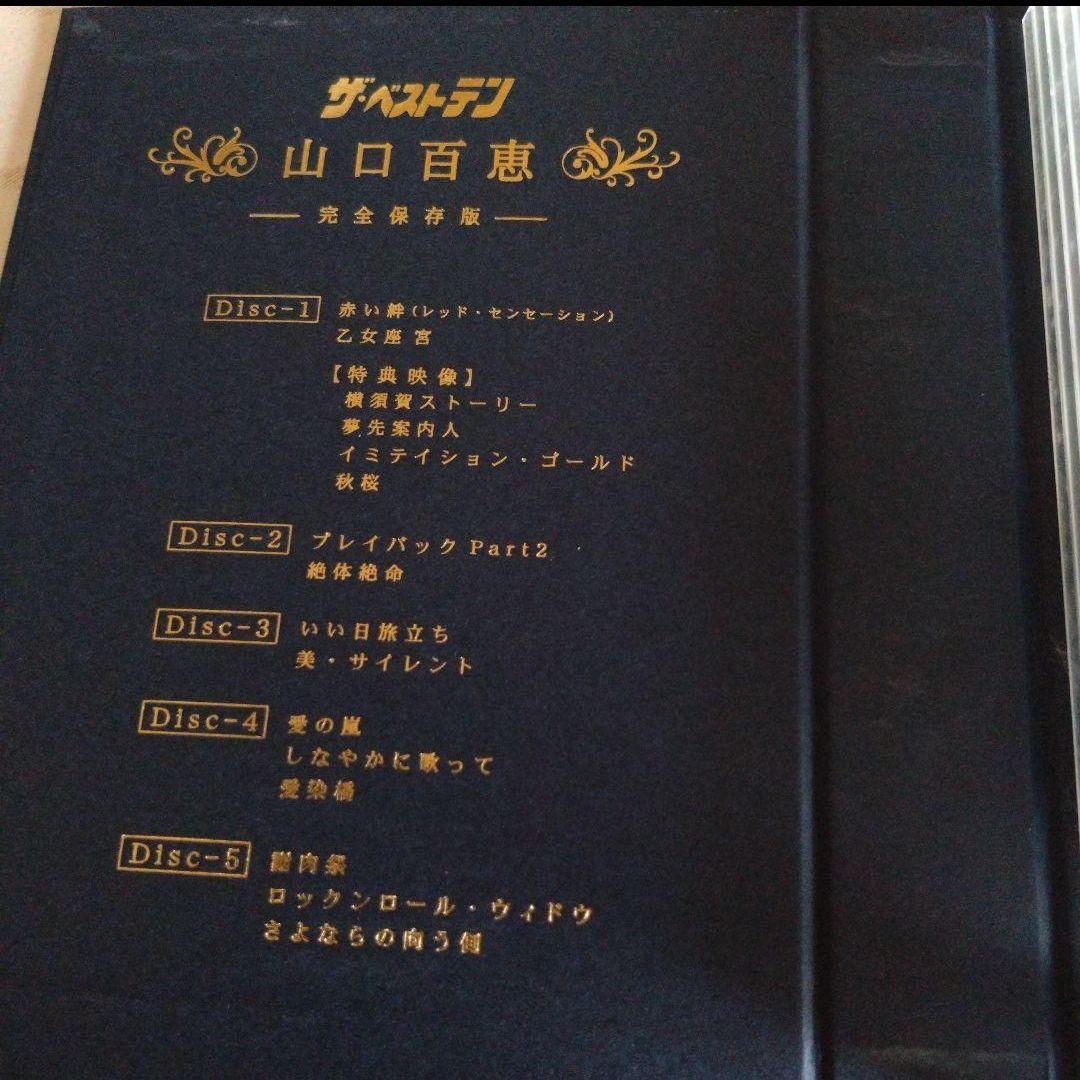 ザ・ベストテン
山口百恵
完全保存版
Disc-1 赤い絆(レッド・センセーション)
乙女座 宮
【特典映像】
横須賀ストーリー
夢先案内人
イミテイション・ゴールド
秋桜
Disc-2 プレイバックPart2
絶体絶命
Disc-3 いい日旅立ち
美・サイレント
Disc-4 愛の嵐
しなやかに歌って
愛染橋
Disc-5 謝肉祭
ロックンロール・ウィドウ
さよならの向う側